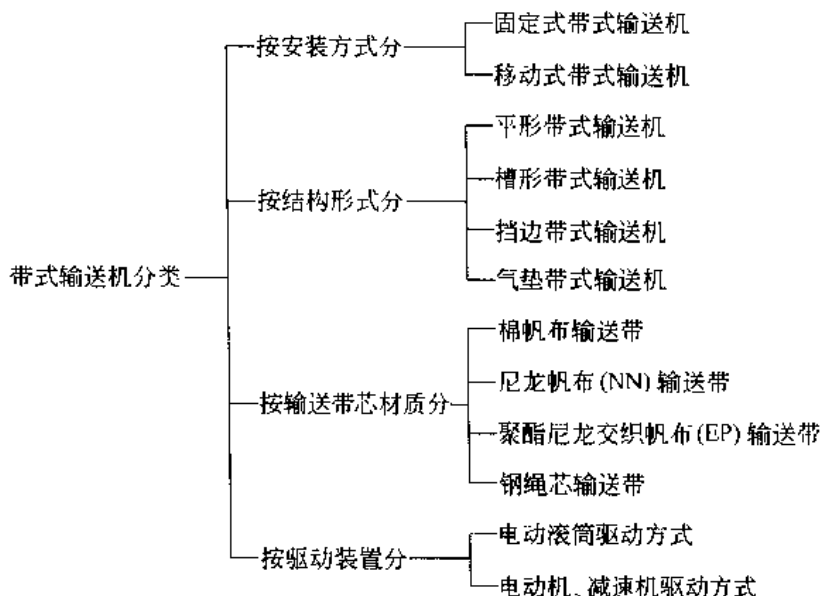 带式输送机分类
按安装方式分
固定式带式输送机
移动式带式输送机
按结构形式分
平形带式输送机
槽形带式输送机
挡边带式输送机
气垫带式输送机
按输送带芯材质分
棉帆布输送带
尼龙帆布(NN)输送带
聚酯尼龙交织帆布(EP)输送带
钢绳芯输送带
按驱动装置分
电动滚筒驱动方式
电动机、减速机驱动方式